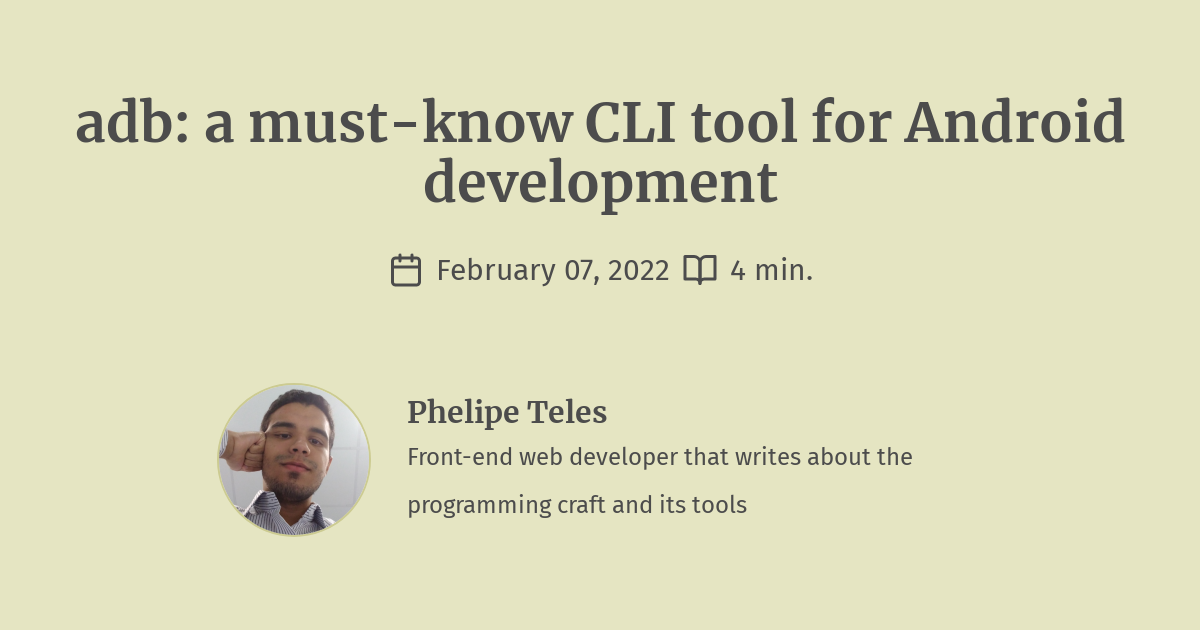 adb: a must-know CLI tool for Android
development
February 07, 2022 4 min.
Phelipe Teles
Front-end web developer that writes about the
programming craft and its tools